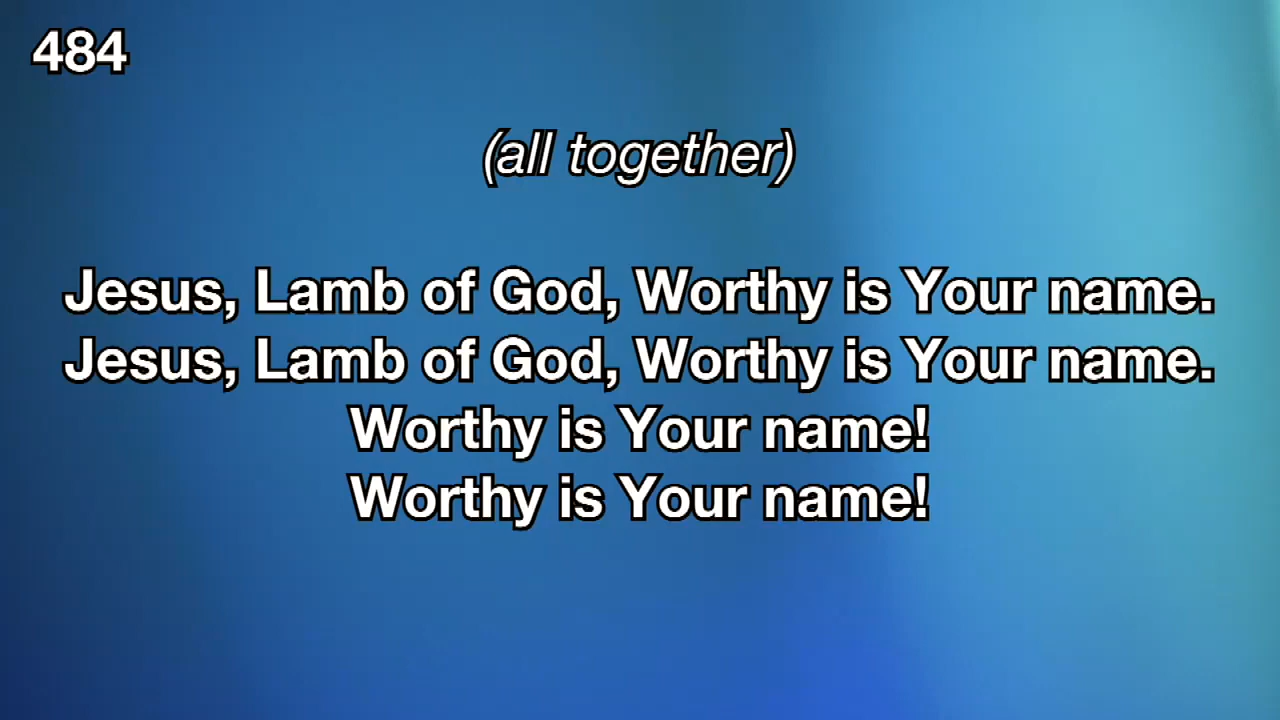 484
(all together)
Jesus, Lamb of God, Worthy is Your name.
Jesus, Lamb of God, Worthy is Your name.
Worthy is Your name!
Worthy is Your name!